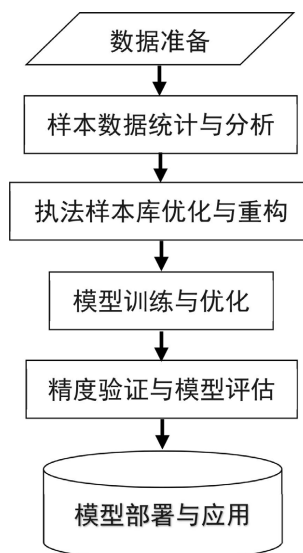 数据准备
样本数据统计与分析
执法样本库优化与重构
模型训练与优化
精度验证与模型评估
模型部署与应用